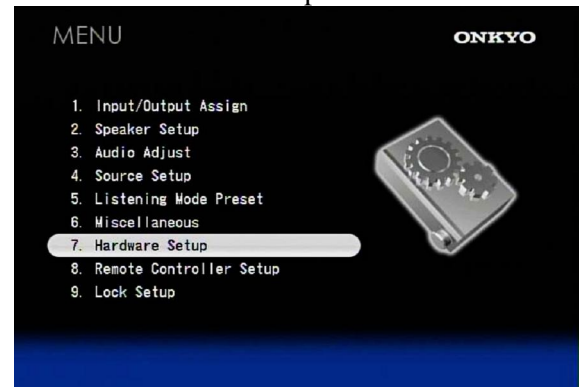 MENU
ONKYO
1. Input/Output Assign
2. Speaker Setup
3. Audio Adjust
4. Source Setup
5. Listening Mode Preset
6. Miscellaneous
7. Hardware Setup
8. Remote Controller Setup
9. Lock Setup